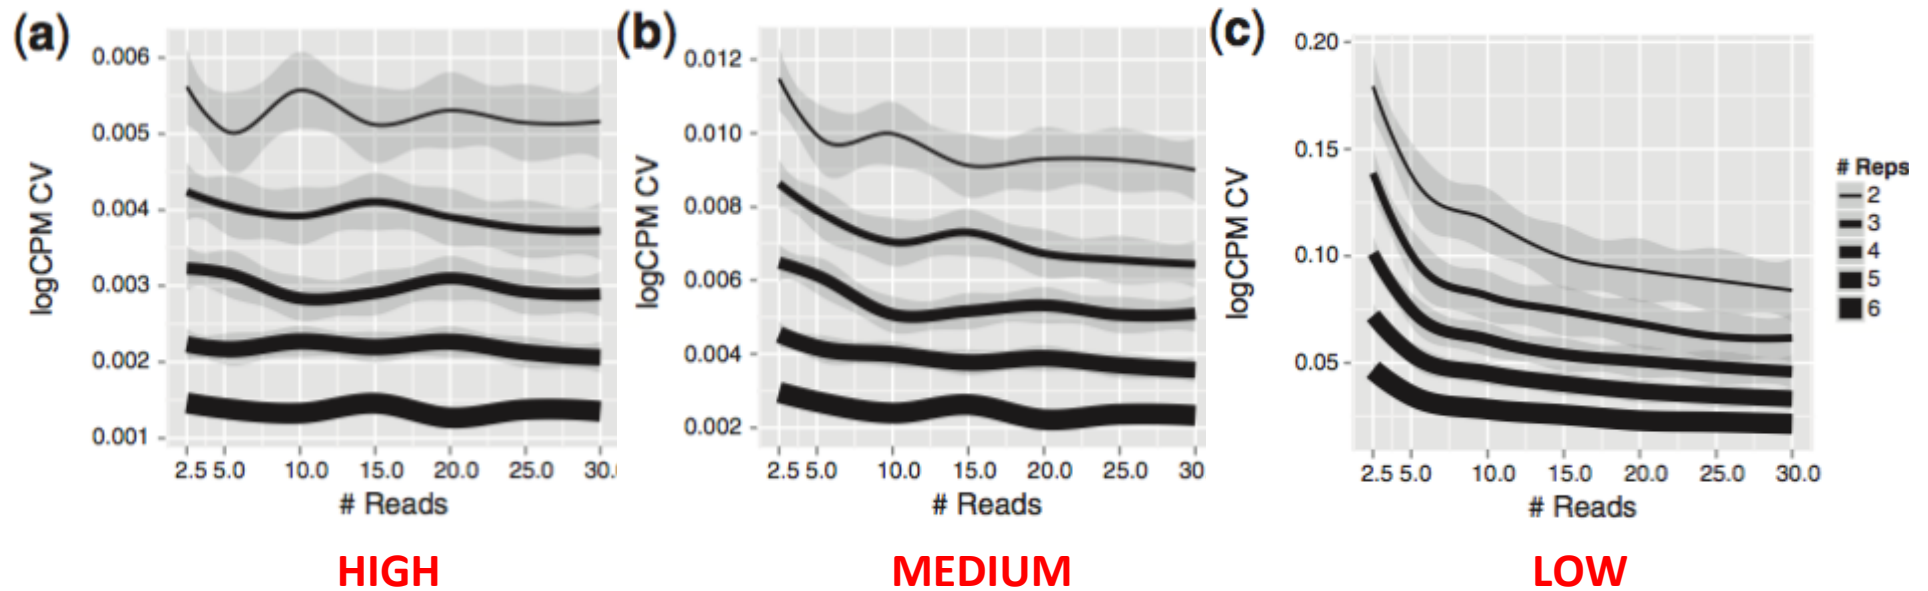 (a)
logCPM CV
0.006
0.005
0.004
0.003
0.002
0.001
2.5 5.0 10.0 15.0 20.0 25.0 30.
# Reads
HIGH
(b)
logCPM CV
0.012
0.010
0.008
0.006
0.004
0.002
2.5 5.0 10.0 15.0 20.0 25.0 30
# Reads
MEDIUM
(c)
logCPM CV
0.20
0.15
0.10
0.05
2.5 5.0 10.0 15.0 20.0 25.0 30.0
# Reads
LOW
# Reps
2
3
4
5
6